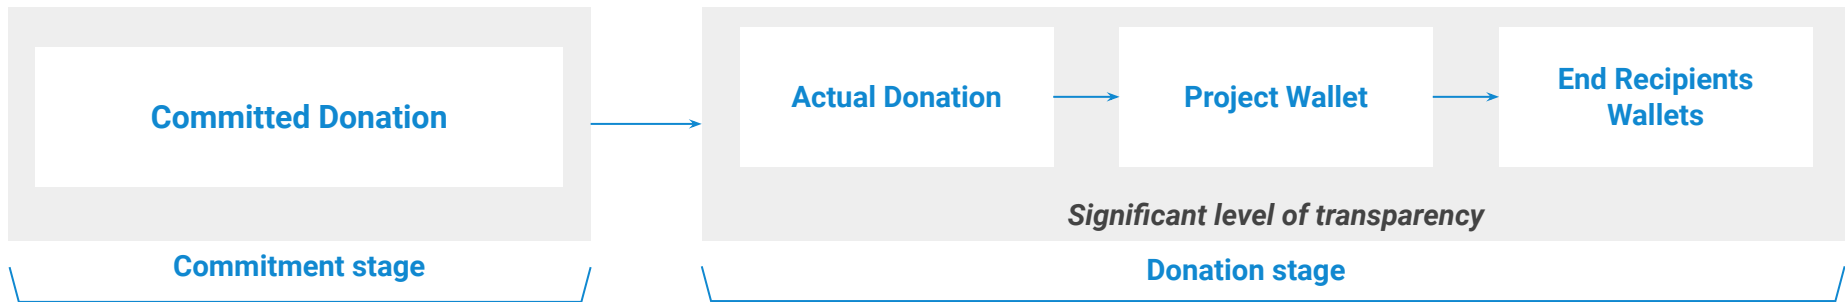 Committed Donation
Actual Donation
Project Wallet
End Recipients
Wallets
Significant level of transparency
Commitment stage
Donation stage